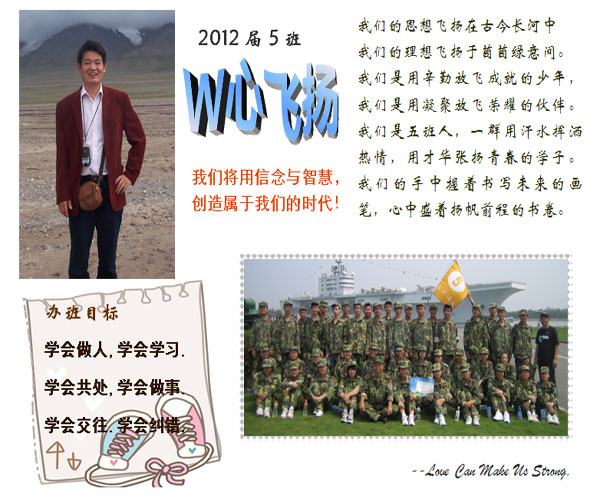 2012届5班
W心飞扬
我们将用信念与智慧，
创造属于我们的时代！
我们的思想飞扬在古今长河中
我们的理想飞扬于茵茵绿意间。
我们是用辛勤放飞成就的少年，
我们是用凝聚放飞荣耀的伙伴。
我们是五班人，一群用汗水挥洒
热情，用才华张扬青春的学子。
我们的手中握着书写未来的画
笔，心中盛着扬帆前程的书卷。
办班目标
学会做人,学会学习.
学会共处,学会做事.
学会交往.学会纠错.
5
--Love Can Make Us Strong.